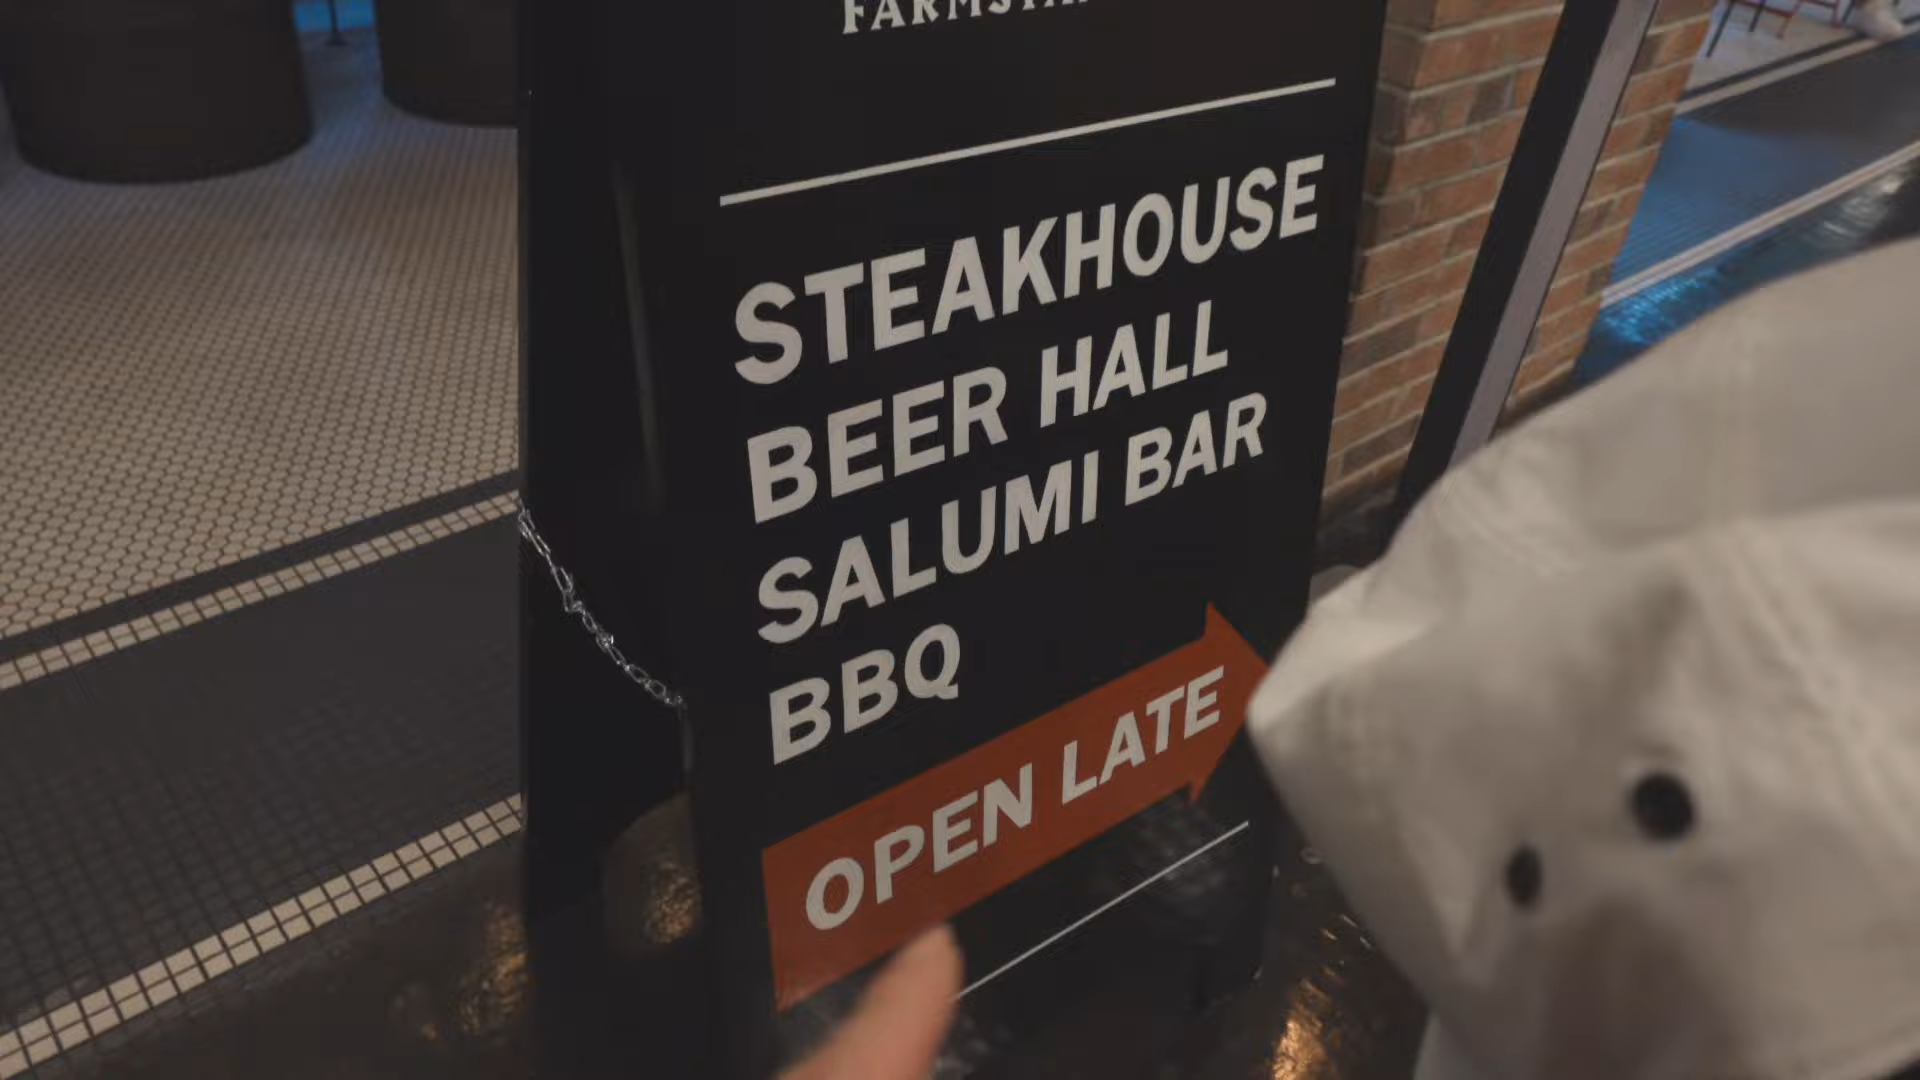 STEAKHOUSE
BEER HALL
SALUMI BAR
BBQ
OPEN LATE